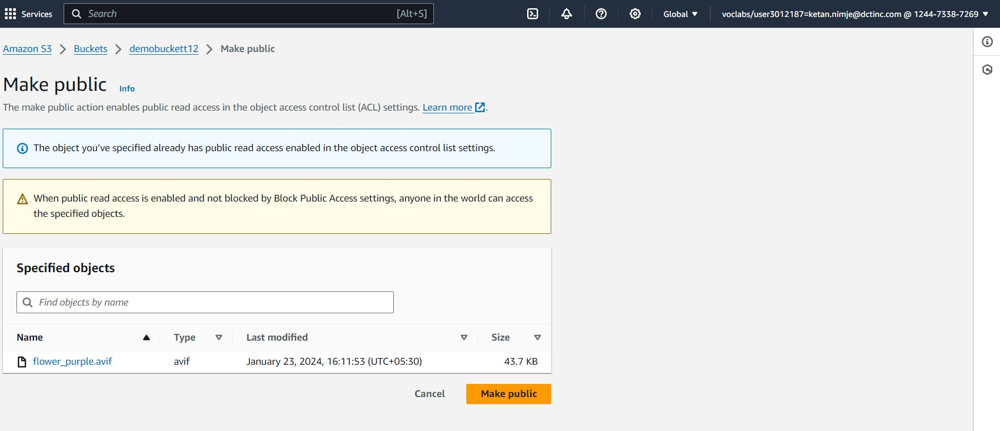 Services
Search
[Alt+S]
Global
voclabs/user3012187=ketan.nimje@dctinc.com @ 1244-7338-7269
Amazon S3 > Buckets > demobuckett12 > Make public
Make public Info
The make public action enables public read access in the object access control list (ACL) settings. Learn more.
The object you’ve specified already has public read access enabled in the object access control list settings.
When public read access is enabled and not blocked by Block Public Access settings, anyone in the world can access
the specified objects.
Specified objects
Find objects by name
Name Type Last modified Size
flower_purple.avif avif January 23, 2024, 16:11:53 (UTC+05:30) 43.7 KB
Cancel Make public